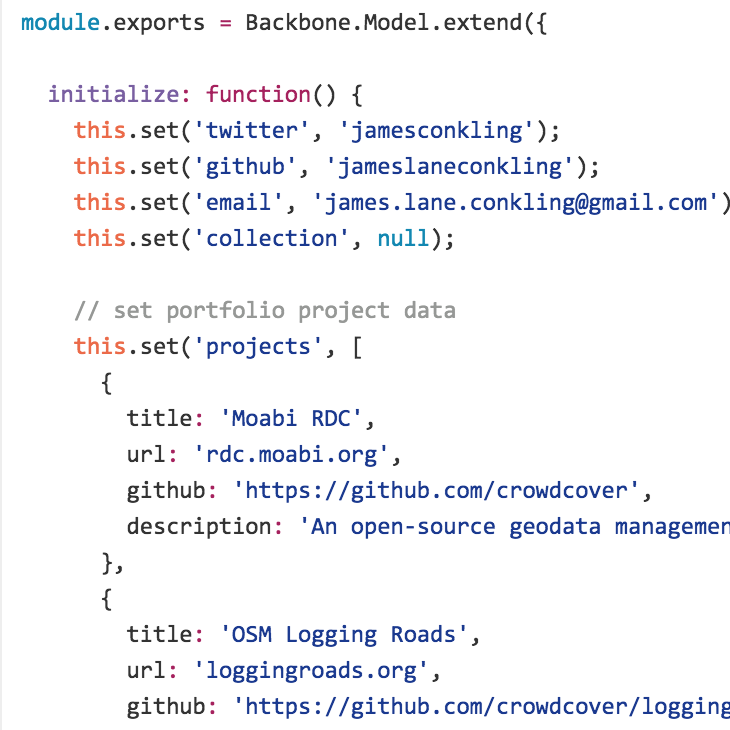 module.exports = Backbone.Model.extend({
initialize: function() {
this.set('twitter', 'jamesconkling');
this.set('github', 'jameslaneconkling');
this.set('email', 'james.lane.conkling@gmail.com')
this.set('collection', null);
// set portfolio project data
this.set('projects', [
{
title: 'Moabi RDC',
url: 'rdc.moabi.org',
github: 'https://github.com/crowdcover',
description: 'An open-source geodata managemen
},
{
title: 'OSM Logging Roads',
url: 'loggingroads.org',
github: 'https://github.com/crowdcover/logging